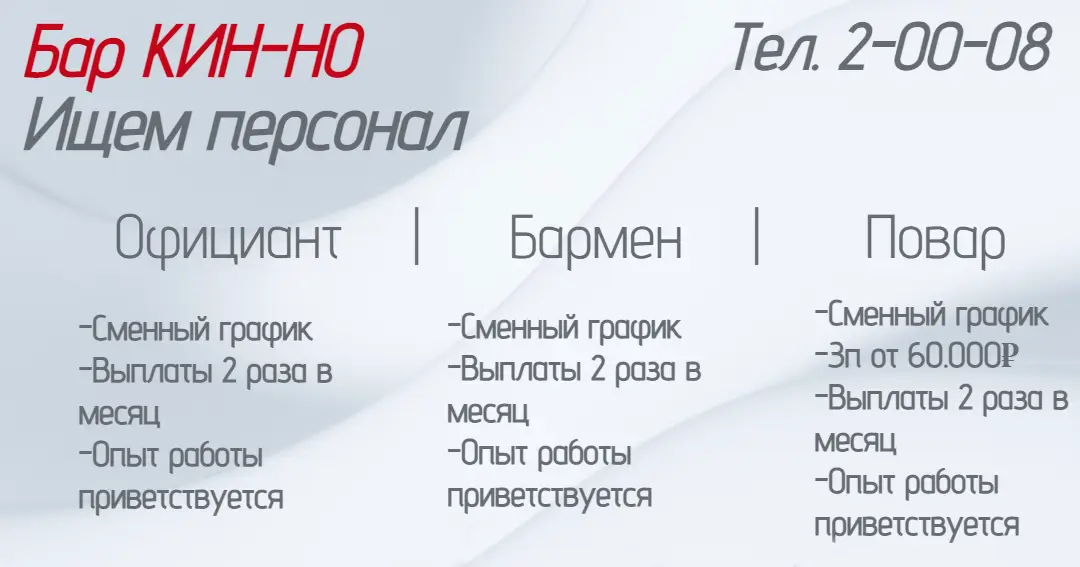 Бар КИН-НО
Тел. 2-00-08
Ищем персонал
Официант | Бармен | Повар
-Сменный график
-Выплаты 2 раза в
месяц
-Опыт работы
приветствуется
-Сменный график
-Выплаты 2 раза в
месяц
-Опыт работы
приветствуется
-Сменный график
-Зп от 60.000₽
-Выплаты 2 раза в
месяц
-Опыт работы
приветствуется